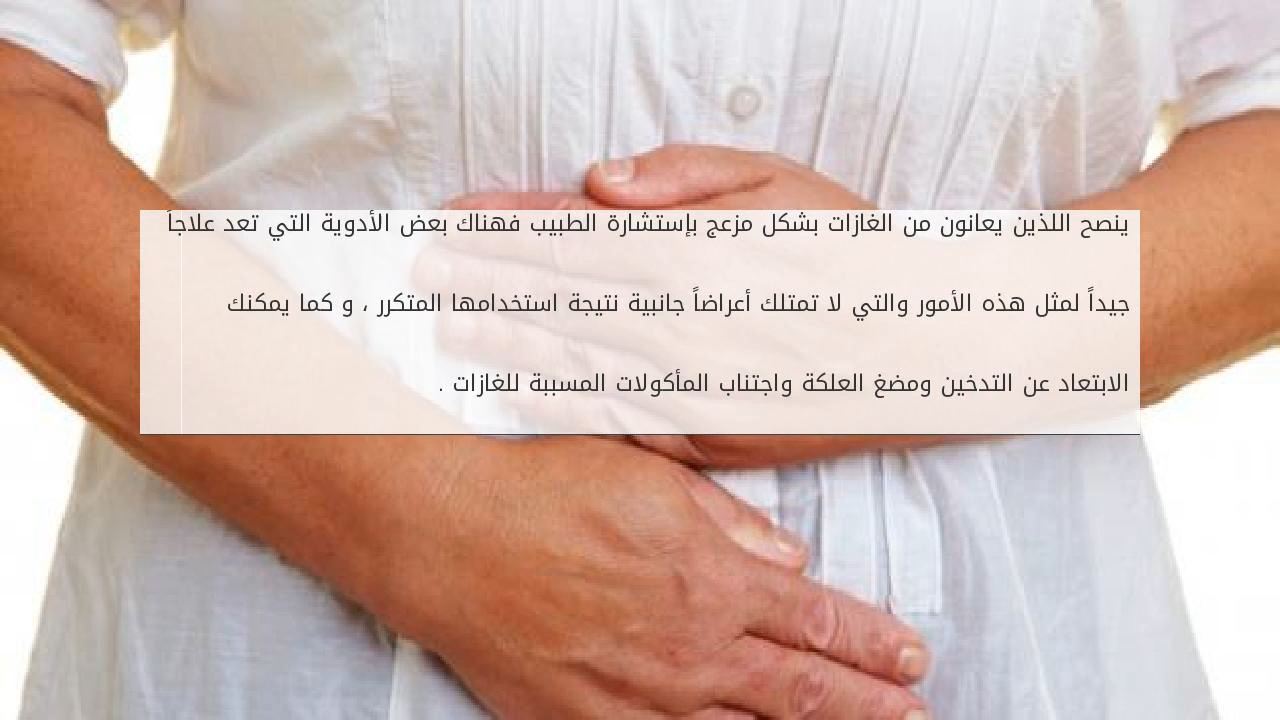 ينصح اللذين يعانون من الغازات بشكل مزعج بإستشارة الطبيب فهناك بعض الأدوية التي تعد علاجاً
جيداً لمثل هذه الأمور والتي لا تمتلك أعراضاً جانبية نتيجة استخدامها المتكرر ، و كما يمكنك
الابتعاد عن التدخين ومضغ العلكة واجتناب المأكولات المسببة للغازات .